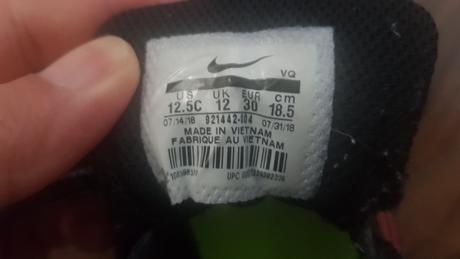 VQ
US UK EUR cm
12.5C 12 30 18.5
07/14/18 921442-104 07/31/18
MADE IN VIETNAM
FABRIQUE AU VIETNAM
UPC